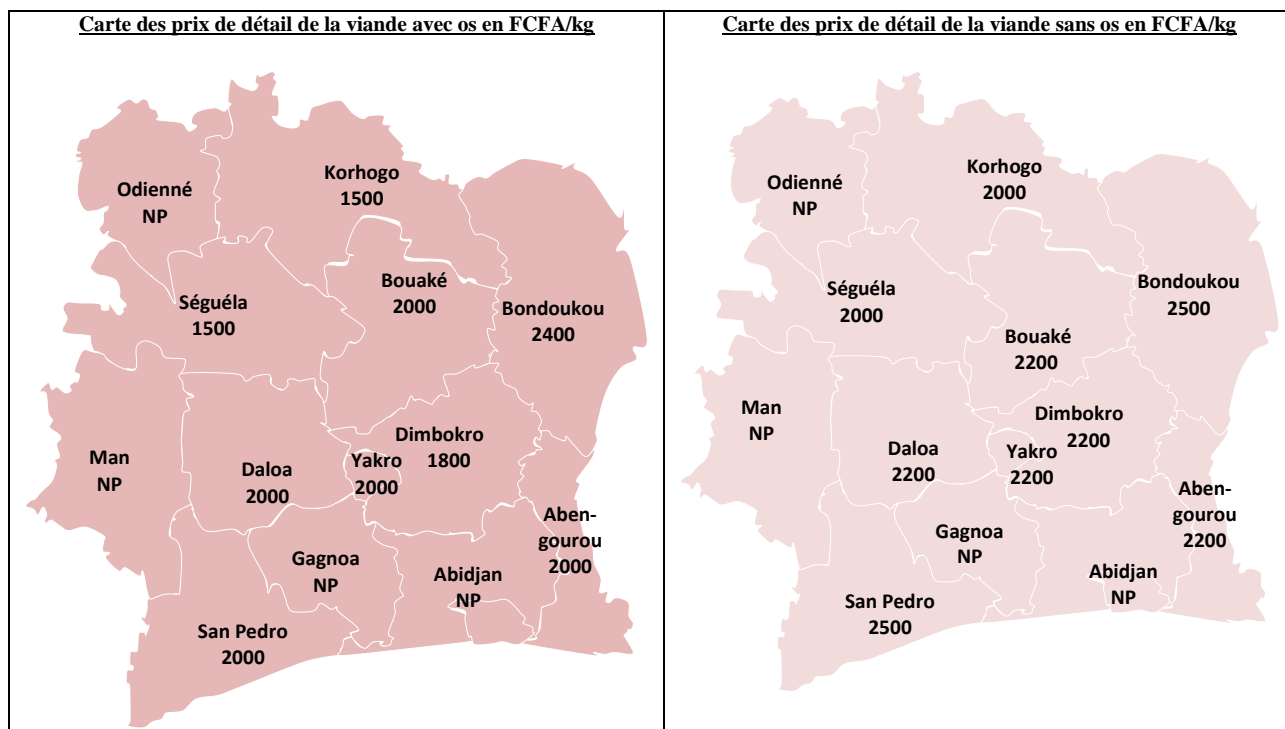 Carte des prix de détail de la viande avec os en FCFA/kg
Korhogo
1500
Odienné
NP
Bouaké
2000
Séguéla
1500
Bondoukou
2400
Dimbokro
1800
Man
NP
Yakro
2000
Daloa
2000
Aben-
gourou
2000
Gagnoa
NP
Abidjan
NP
San Pedro
2000
Carte des prix de détail de la viande sans os en FCFA/kg
Korhogo
2000
Odienné
NP
Bondoukou
2500
Séguéla
2000
Bouaké
2200
Man
NP
Dimbokro
2200
Daloa
2200
Yakro
2200
Aben-
gourou
2200
Gagnoa
NP
Abidjan
NP
San Pedro
2500